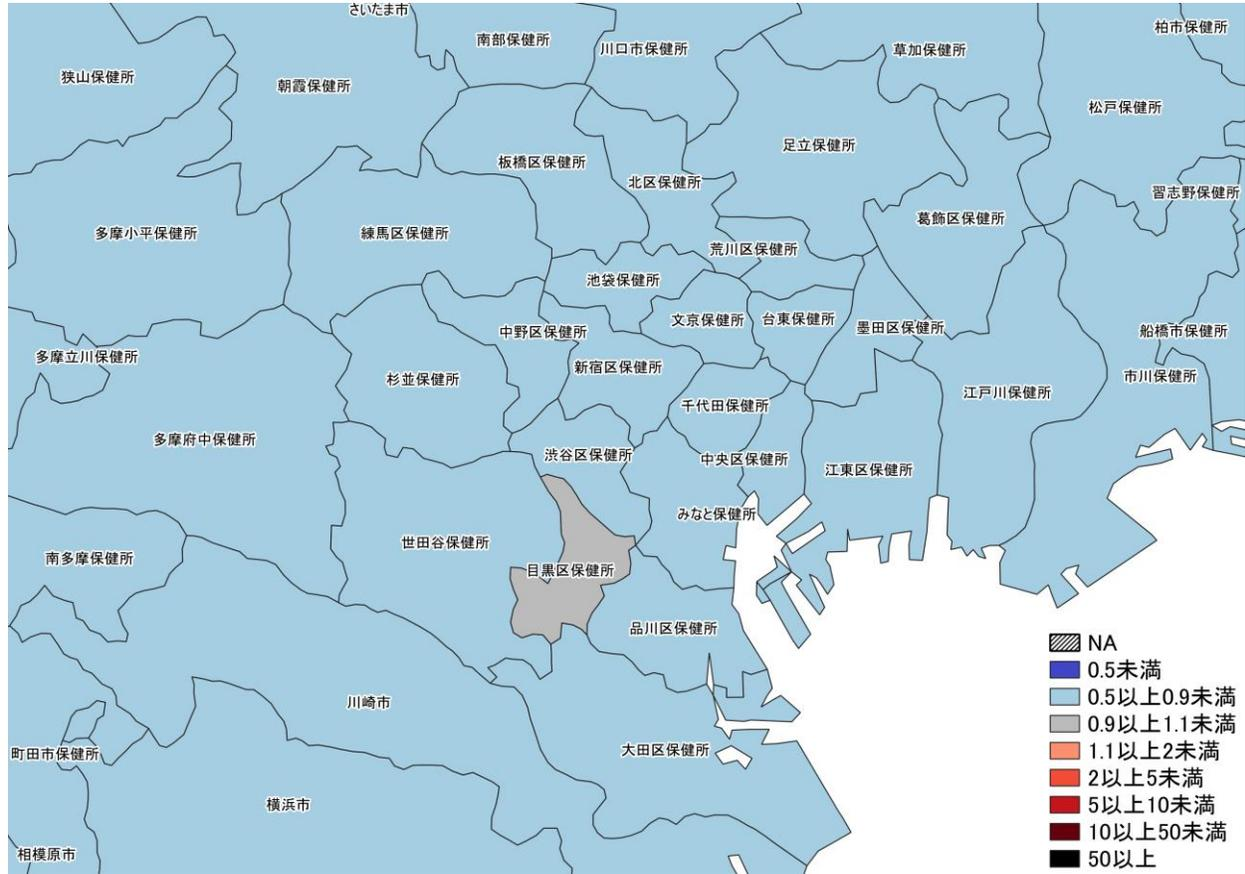 さいたま市
南部保健所
川口市保健所
草加保健所
柏市保健所
狭山保健所
朝霞保健所
松戸保健所
足立保健所
板橋区保健所
北区保健所
習志野保健所
葛飾区保健所
多摩小平保健所
練馬区保健所
荒川区保健所
池袋保健所
文京保健所
台東保健所
墨田区保健所
船橋市保健所
中野区保健所
多摩立川保健所
新宿区保健所
杉並保健所
市川保健所
江戸川保健所
千代田保健所
多摩府中保健所
渋谷区保健所
中央区保健所
江東区保健所
みなと保健所
世田谷保健所
南多摩保健所
目黒区保健所
品川区保健所
川崎市
大田区保健所
町田市保健所
横浜市
相模原市
NA
0.5未満
0.5以上0.9未満
0.9以上1.1未満
1.1以上2未満
2以上5未満
5以上10未満
10以上50未満
50以上